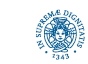 IN SUPREMÆ DIGNITATIS
·1343·